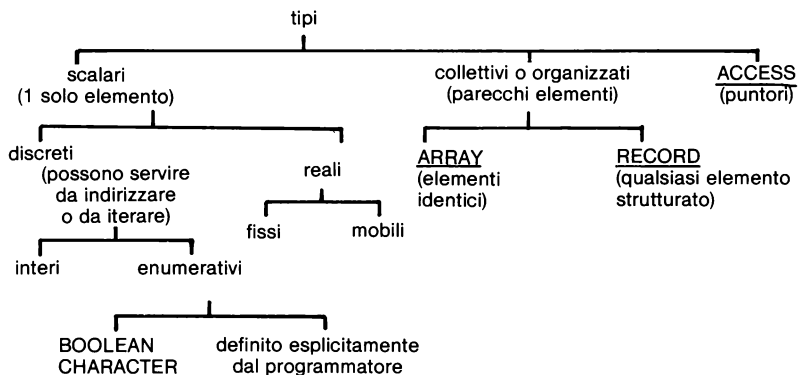 tipi
scalari
(1 solo elemento)
collettivi o organizzati
(parecchi elementi)
ACCESS
(puntori)
discreti
(possono servire
da indirizzare
o da iterare)
reali
ARRAY
(elementi
identici)
RECORD
(qualsiasi elemento
strutturato)
fissi
mobili
interi
enumerativi
BOOLEAN
CHARACTER
definito esplicitamente
dal programmatore